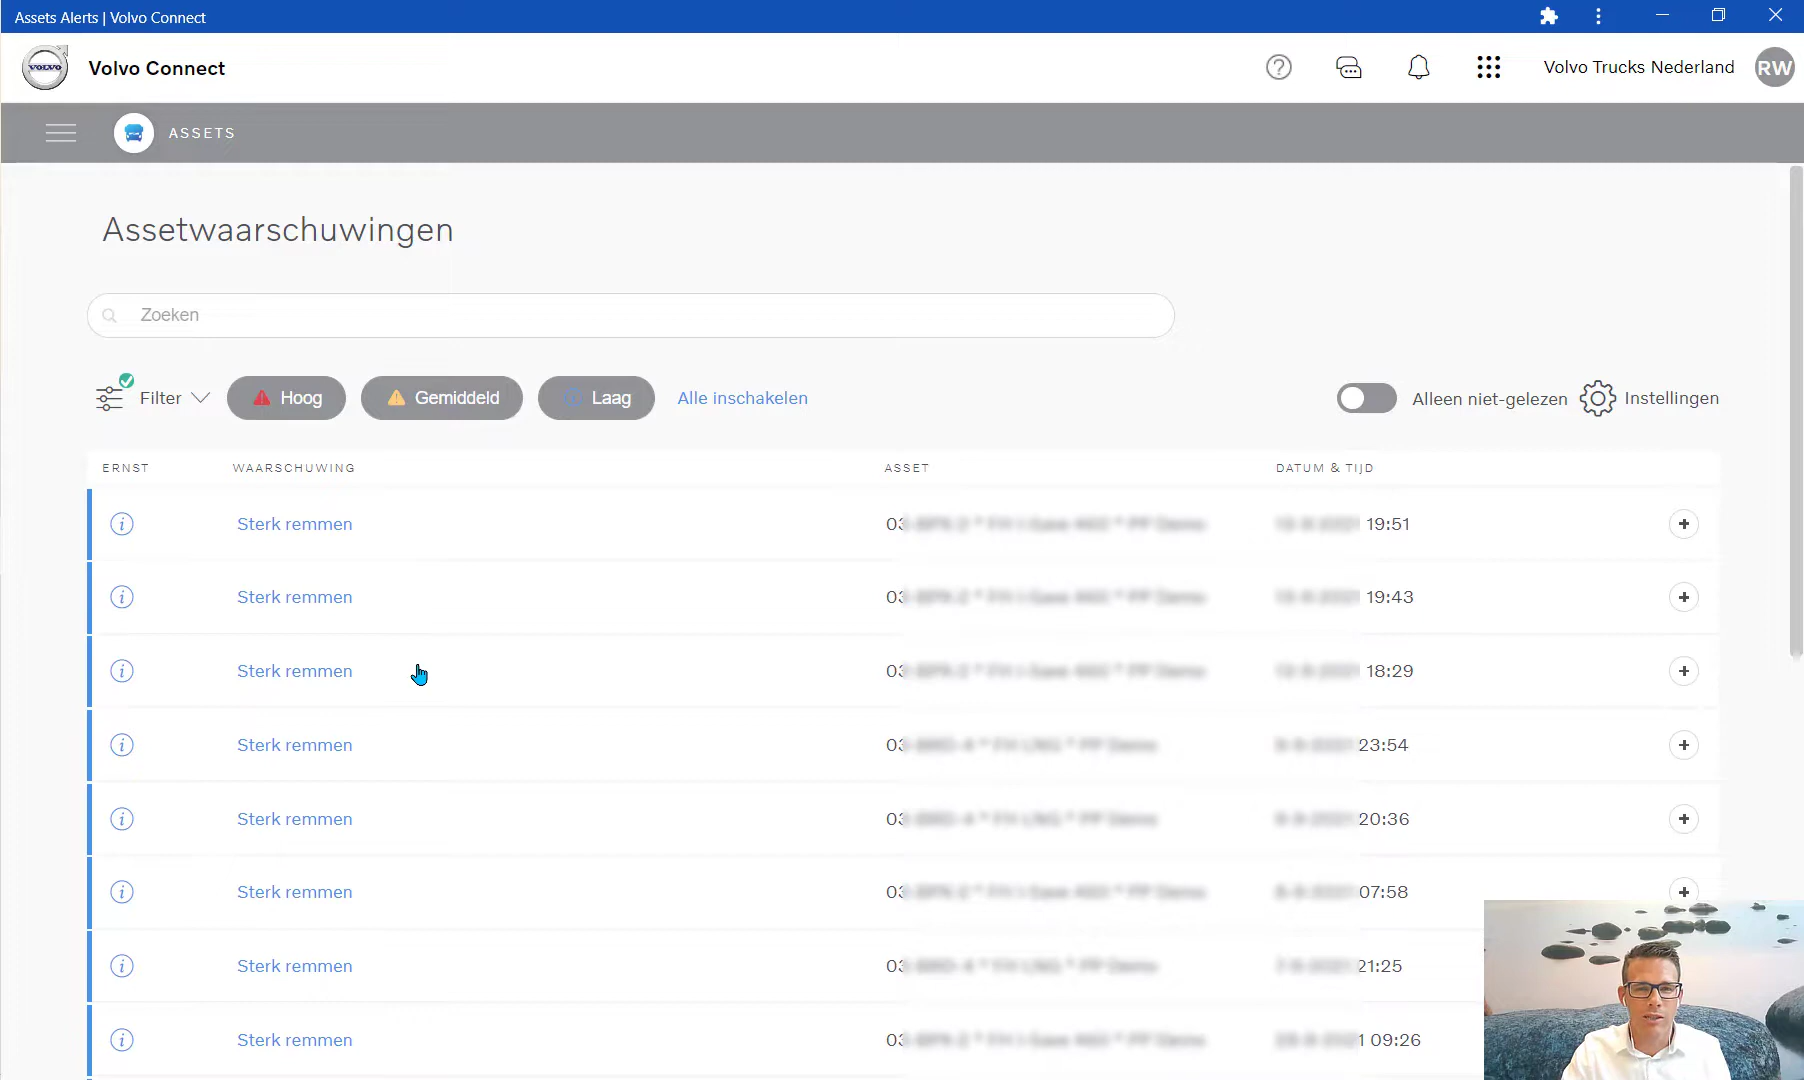 Assets Alerts | Volvo Connect
VOLVO
Volvo Connect
Volvo Trucks Nederland
RW
ASSETS
Assetwaarschuwingen
Zoeken
Filter
Hoog
Gemiddeld
Laag
Alle inschakelen
Alleen niet-gelezen
Instellingen
ERNST WAARSCHUWING ASSET DATUM & TIJD
Sterk remmen 19:51
Sterk remmen 19:43
Sterk remmen 18:29
Sterk remmen 23:54
Sterk remmen 20:36
Sterk remmen 07:58
Sterk remmen 21:25
Sterk remmen 09:26